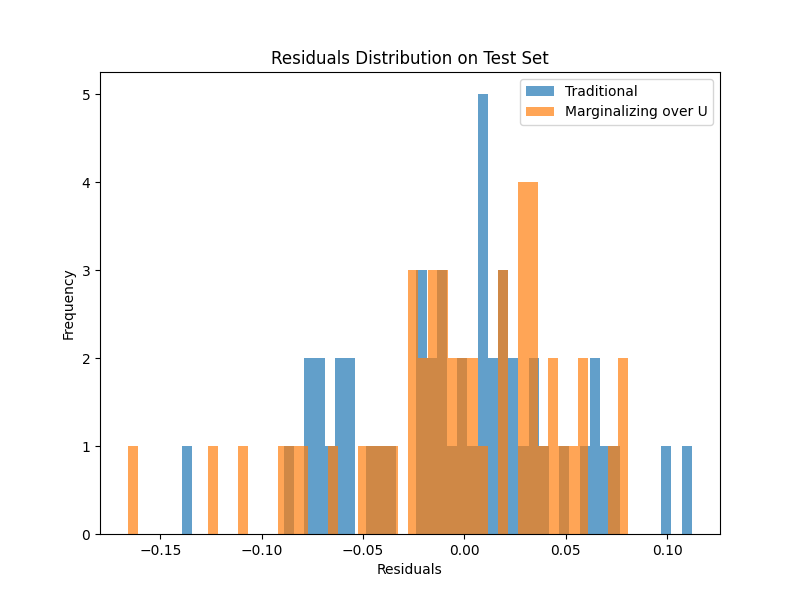 Residuals Distribution on Test Set
Traditional
Marginalizing over U
Frequency
5
4
3
2
1
0
−0.15
−0.10
−0.05
0.00
0.05
0.10
Residuals